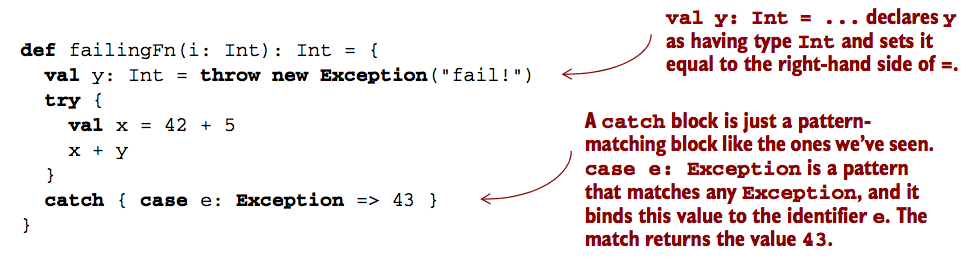 def failingFn(i: Int): Int = {
val y: Int = throw new Exception("fail!")
try {
val x = 42 + 5
x + y
}
catch { case e: Exception => 43 }
}
val y: Int = ... declares y
as having type Int and sets it
equal to the right-hand side of =.
A catch block is just a pattern-
matching block like the ones we've seen.
case e: Exception is a pattern
that matches any Exception, and it
binds this value to the identifier e. The
match returns the value 43.